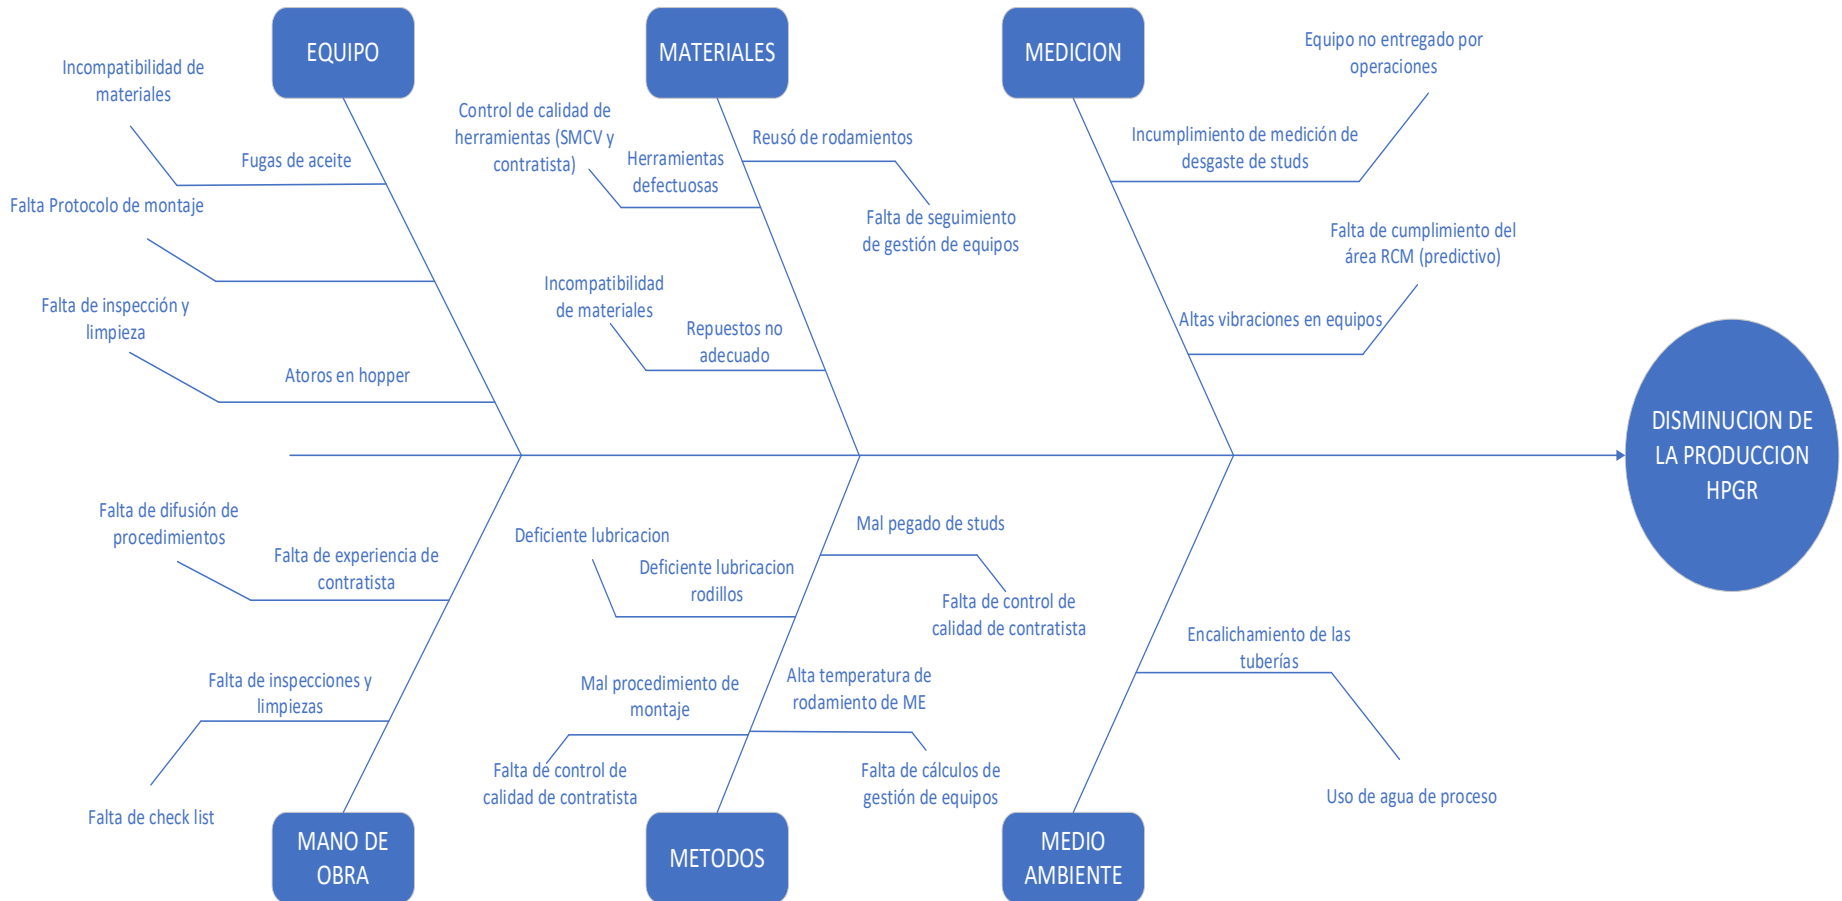 EQUIPO
MATERIALES
MEDICION
Equipo no entregado por
operaciones
Incompatibilidad de
materiales
Fugas de aceite
Control de calidad de
herramientas (SMCV y
contratista)
Herramientas
defectuosas
Reusó de rodamientos
Falta de seguimiento
de gestión de equipos
Incumplimiento de medición de
desgaste de studs
Falta Protocolo de montaje
Falta de cumplimiento del
área RCM (predictivo)
Falta de inspección y
limpieza
Atoros en hopper
Incompatibilidad
de materiales
Repuestos no
adecuado
Altas vibraciones en equipos
DISMINUCION DE
LA PRODUCCION
HPGR
Falta de difusión de
procedimientos
Falta de experiencia de
contratista
Deficiente lubricacion
Deficiente lubricacion
rodillos
Mal pegado de studs
Falta de control de
calidad de contratista
Encalichamiento de las
tuberías
Falta de inspecciones y
limpiezas
Mal procedimiento de
montaje
Alta temperatura de
rodamiento de ME
Falta de check list
Falta de control de
calidad de contratista
Falta de cálculos de
gestión de equipos
Uso de agua de proceso
MANO DE
OBRA
METODOS
MEDIO
AMBIENTE